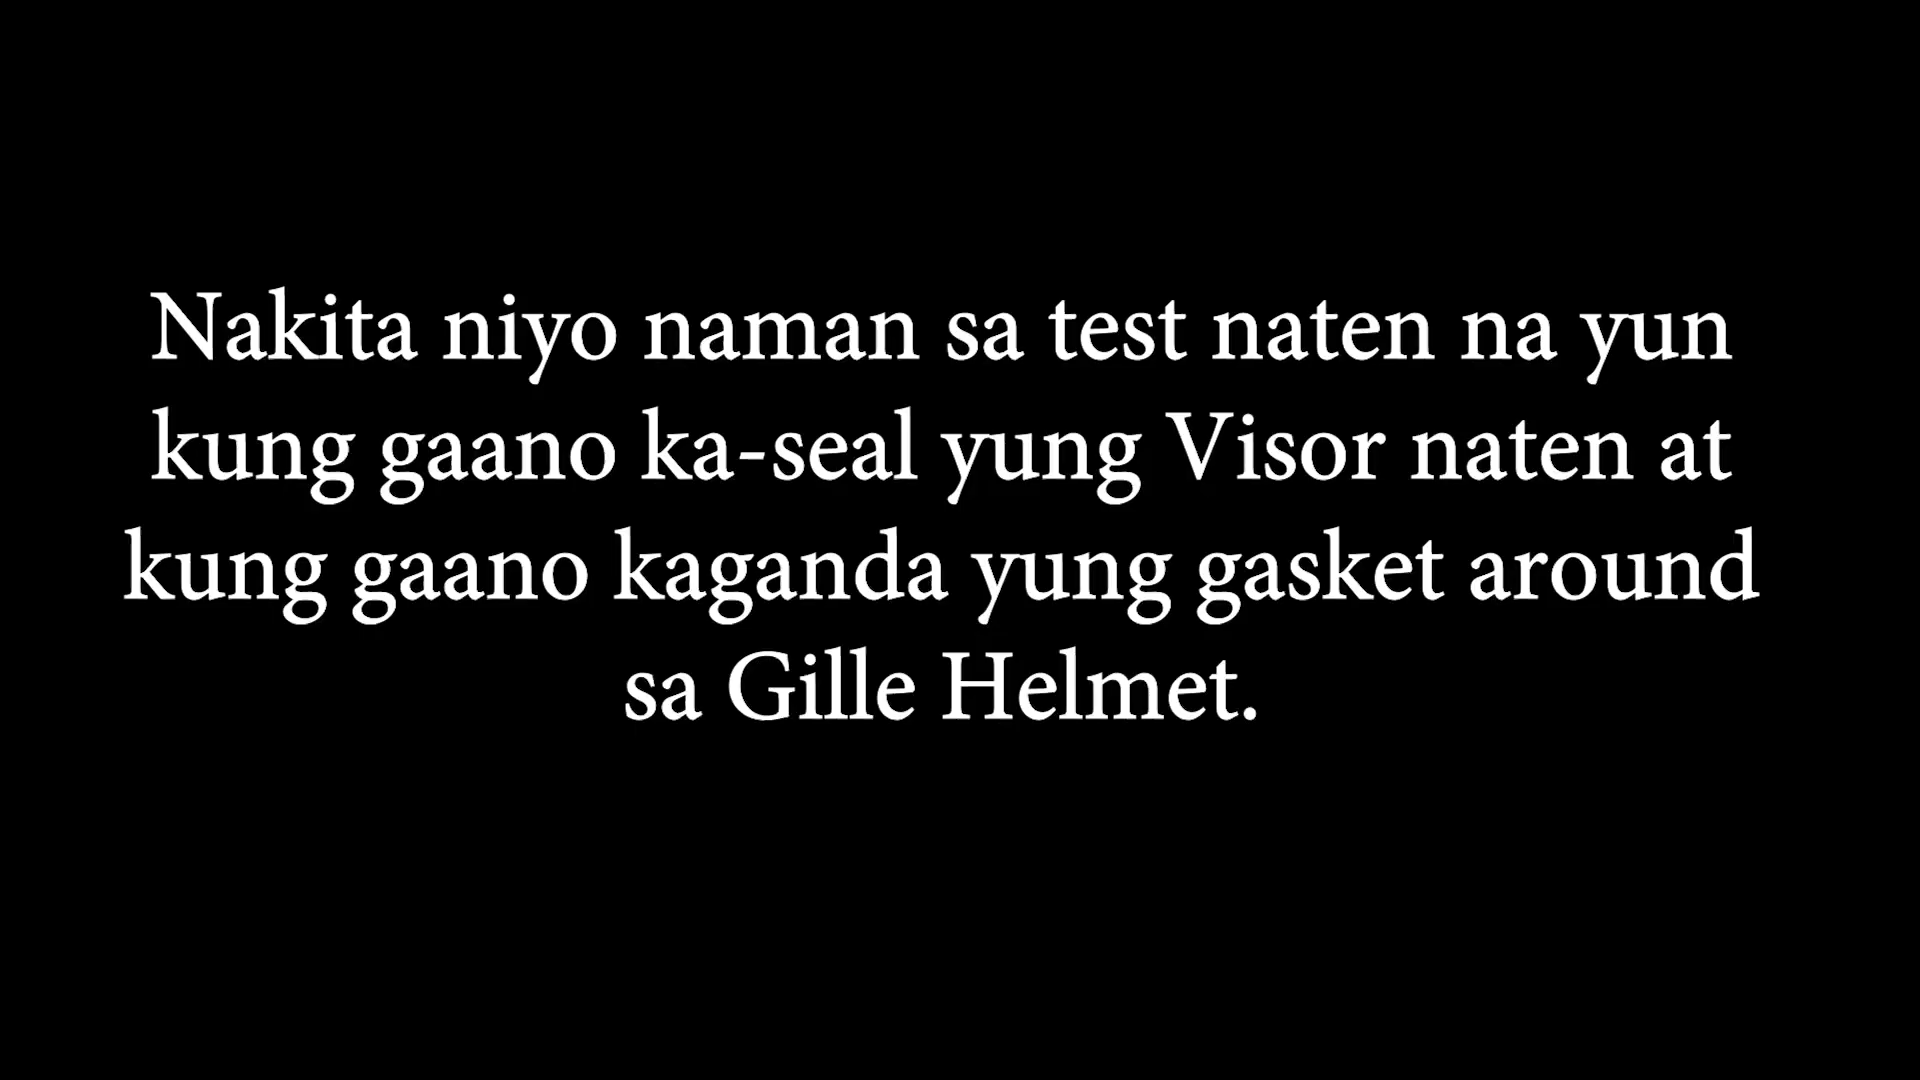 Nakita niyo naman sa test naten na yun
kung gaano ka-seal yung Visor naten at
kung gaano kaganda yung gasket around
sa Gille Helmet.